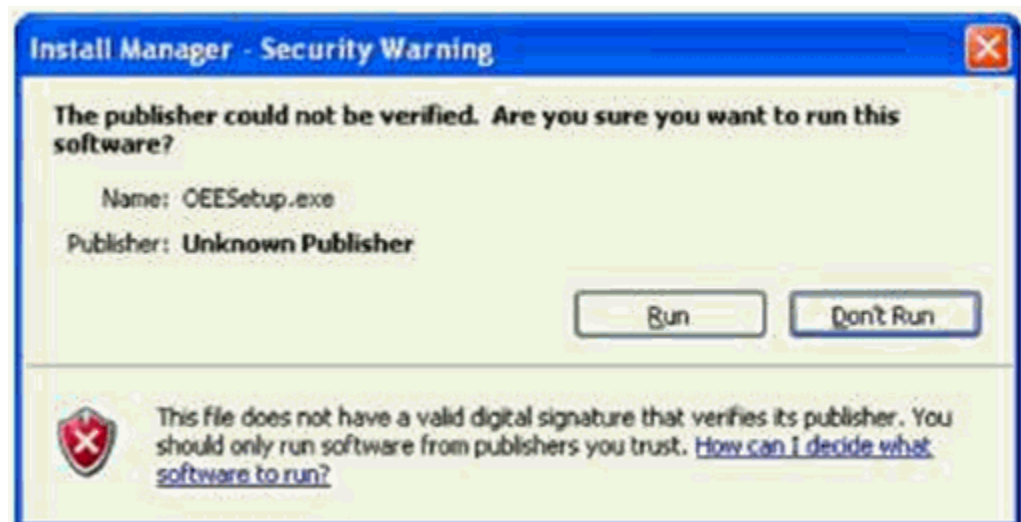 Install Manager - Security Warning
The publisher could not be verified. Are you sure you want to run this
software?
Name: OEESetup.exe
Publisher: Unknown Publisher
Run
Don't Run
This file does not have a valid digital signature that verifies its publisher. You
should only run software from publishers you trust. How can I decide what
software to run?